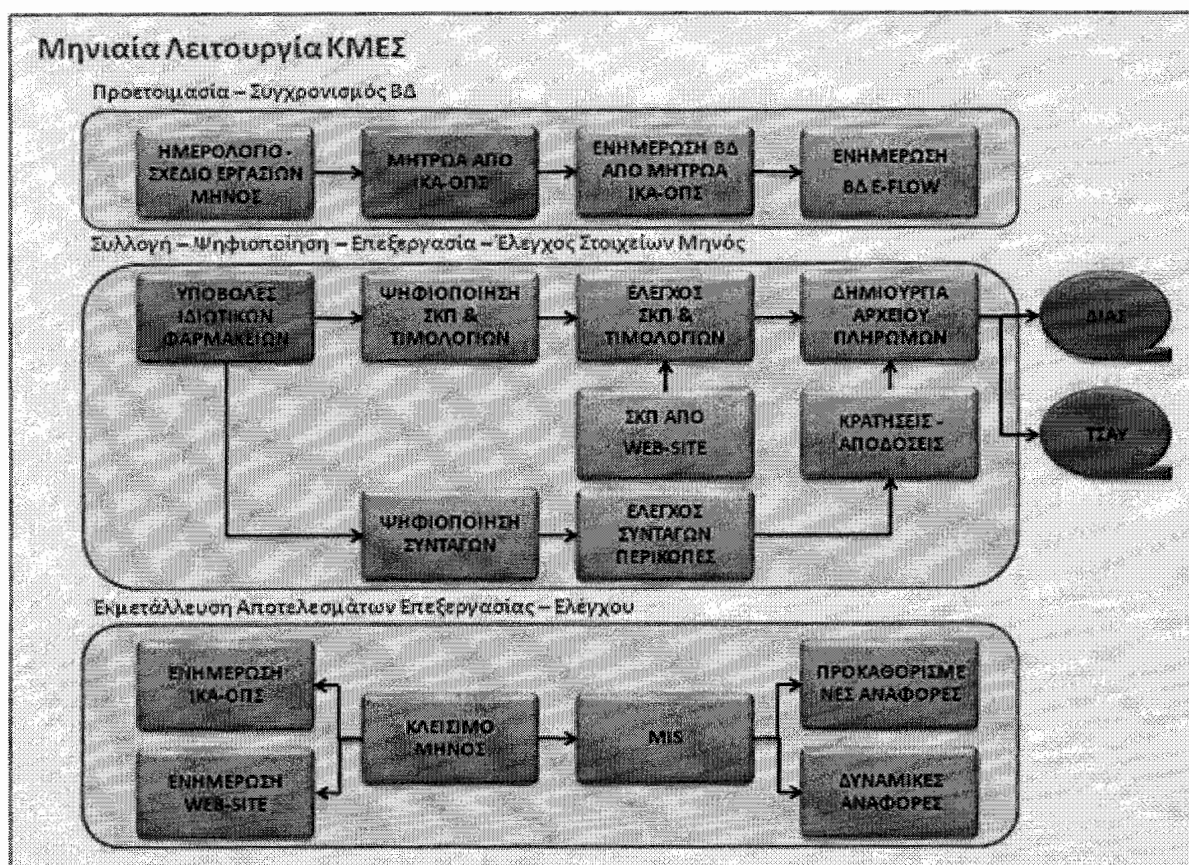 Μηνιαία Λειτουργία ΚΜΕΣ
Προετοιμασία – Συγχρονισμός ΒΔ
ΗΜΕΡΟΛΟΓΙΟ -
ΣΧΕΔΙΟ ΕΡΓΑΣΙΩΝ
ΜΗΝΟΣ
ΜΗΤΡΩΑ ΑΠΟ
ΙΚΑ-ΟΠΣ
ΕΝΗΜΕΡΩΣΗ ΒΔ
ΑΠΟ ΜΗΤΡΩΑ
ΙΚΑ-ΟΠΣ
ΕΝΗΜΕΡΩΣΗ
ΒΔ E-FLOW
Συλλογή – Ψηφιοποίηση – Επεξεργασία – Έλεγχος Στοιχείων Μηνός
ΥΠΟΒΟΛΕΣ
ΙΔΙΩΤΙΚΩΝ
ΦΑΡΜΑΚΕΙΩΝ
ΨΗΦΙΟΠΟΙΗΣΗ
ΣΚΠ &
ΤΙΜΟΛΟΓΙΩΝ
ΕΛΕΓΧΟΣ
ΣΚΠ &
ΤΙΜΟΛΟΓΙΩΝ
ΔΗΜΙΟΥΡΓΙΑ
ΑΡΧΕΙΟΥ
ΠΛΗΡΩΜΩΝ
ΔΙΑΣ
ΣΚΠ ΑΠΟ
WEB-SITE
ΚΡΑΤΗΣΕΙΣ -
ΑΠΟΔΟΣΕΙΣ
ΤΣΑΥ
ΨΗΦΙΟΠΟΙΗΣΗ
ΣΥΝΤΑΓΩΝ
ΕΛΕΓΧΟΣ
ΣΥΝΤΑΓΩΝ
ΠΕΡΙΚΟΠΕΣ
Εκμετάλλευση Αποτελεσμάτων Επεξεργασίας – Ελέγχου
ΕΝΗΜΕΡΩΣΗ
ΙΚΑ-ΟΠΣ
ΕΝΗΜΕΡΩΣΗ
WEB-SITE
ΚΛΕΙΣΙΜΟ
ΜΗΝΟΣ
MIS
ΠΡΟΚΑΘΟΡΙΣΜΕ
ΝΕΣ ΑΝΑΦΟΡΕΣ
ΔΥΝΑΜΙΚΕΣ
ΑΝΑΦΟΡΕΣ